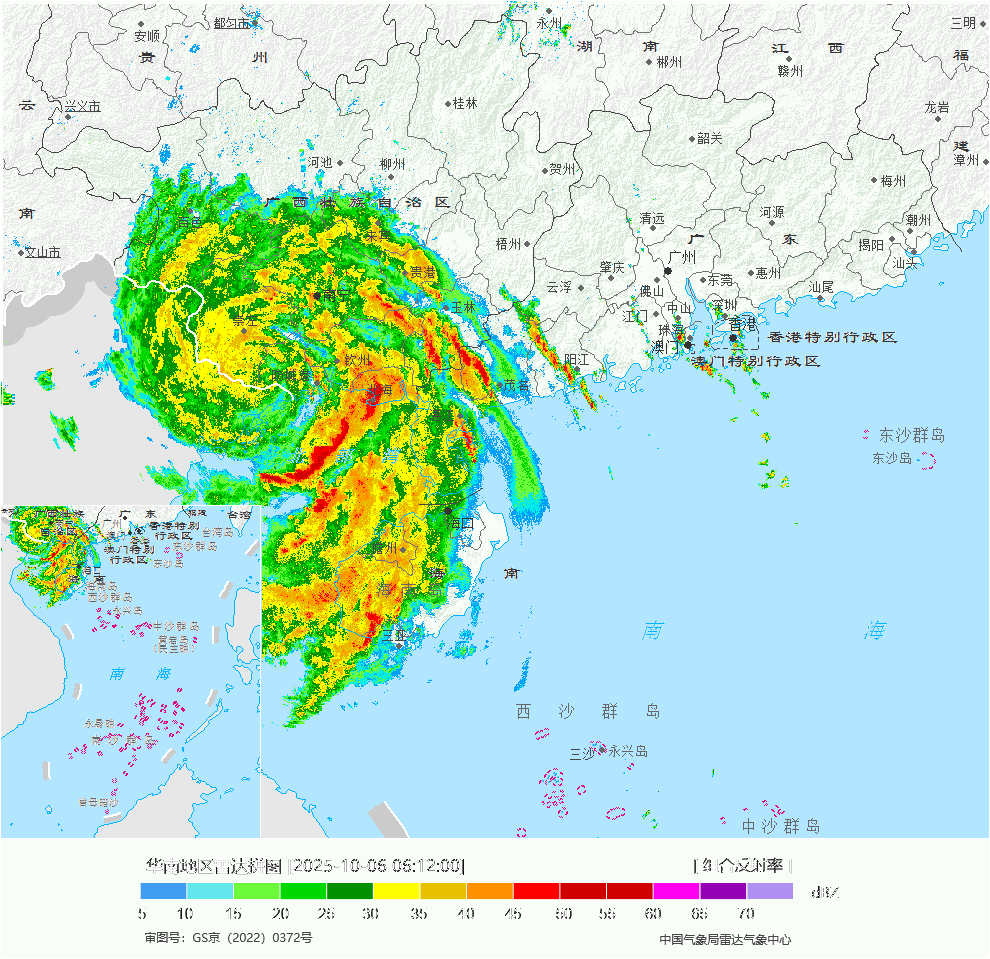 永州
三明
安顺
都匀市
贵 州
湖 南
江 西
福
郴州
赣州
云
兴义市
桂林
龙岩
韶关
建
漳州
河池
柳州
贺州
梅州
广 西 壮 族 自 治 区
南
清远
河源
潮州
文山市
梧州
广 东
揭阳
汕头
贵港
肇庆
广州
云浮
佛山
东莞
惠州
汕尾
南宁
玉林
江门
中山
深圳
崇左
珠海
香港
香港特别行政区
澳门
澳门特别行政区
钦州
阳江
茂名
北海
东沙群岛
东沙岛
海口
儋州
海 南 岛
南
三亚
南 海
西 沙 群 岛
三沙
永兴岛
中沙群岛
广 东
福建
台湾
广州
香港特别
行政区
台湾岛
澳门特别
行政区
东沙群岛
东沙岛
海口
海南岛
西沙群岛
永兴岛
中沙群岛
黄岩岛
(民主礁)
南 海
永暑礁
南沙群岛
曾母暗沙
华南地区雷达拼图 [2025-10-06 06:12:00]
[ 组合反射率 ]
dBZ
5 10 15 20 25 30 35 40 45 50 55 60 65 70
审图号：GS京（2022）0372号
中国气象局雷达气象中心